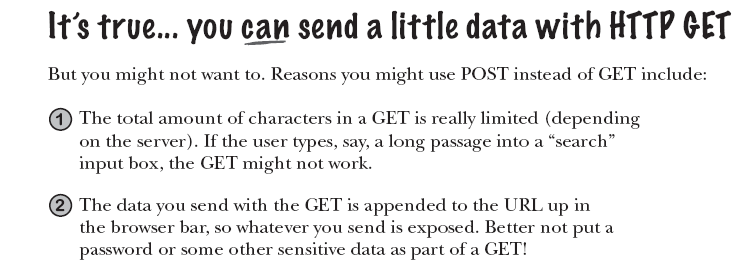 It's true... you can send a little data with HTTP GET
But you might not want to. Reasons you might use POST instead of GET include:
1 The total amount of characters in a GET is really limited (depending
on the server). If the user types, say, a long passage into a “search”
input box, the GET might not work.
2 The data you send with the GET is appended to the URL up in
the browser bar, so whatever you send is exposed. Better not put a
password or some other sensitive data as part of a GET!